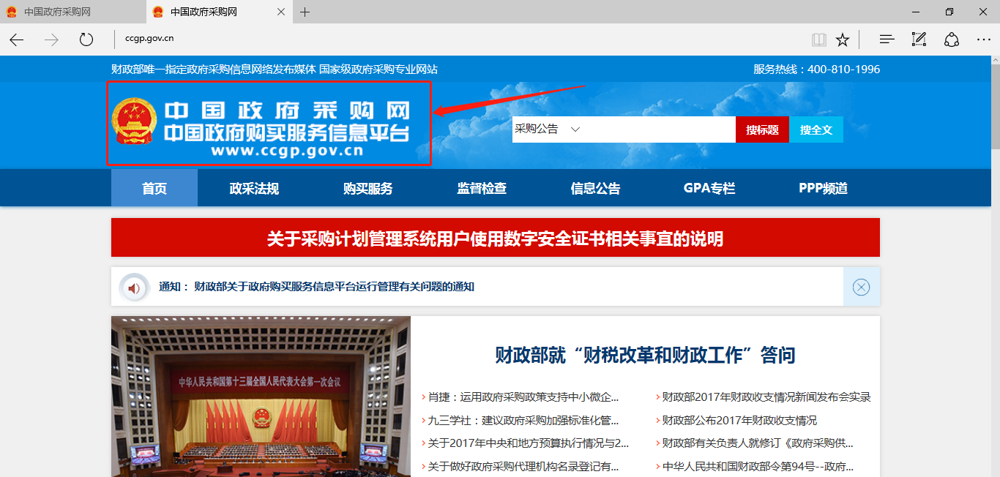 中国政府采购网
中国政府采购网
ccgp.gov.cn
财政部唯一指定政府采购信息网络发布媒体 国家级政府采购专业网站
服务热线：400-810-1996
中国政府采购网
中国政府购买服务信息平台
www.ccgp.gov.cn
采购公告
搜标题
搜全文
首页
政采法规
购买服务
监督检查
信息公告
GPA专栏
PPP频道
关于采购计划管理系统用户使用数字安全证书相关事宜的说明
通知： 财政部关于政府购买服务信息平台运行管理有关问题的通知
中华人民共和国第十三届全国人民代表大会第一次会议
财政部就“财税改革和财政工作”答问
肖捷：运用政府采购政策支持中小微企...
财政部2017年财政收支情况新闻发布会实录
九三学社：建议政府采购加强标准化管...
财政部公布2017年财政收支情况
关于2017年中央和地方预算执行情况与2...
财政部有关负责人就修订《政府采购供...
关于做好政府采购代理机构名录登记有...
中华人民共和国财政部令第94号--政府...